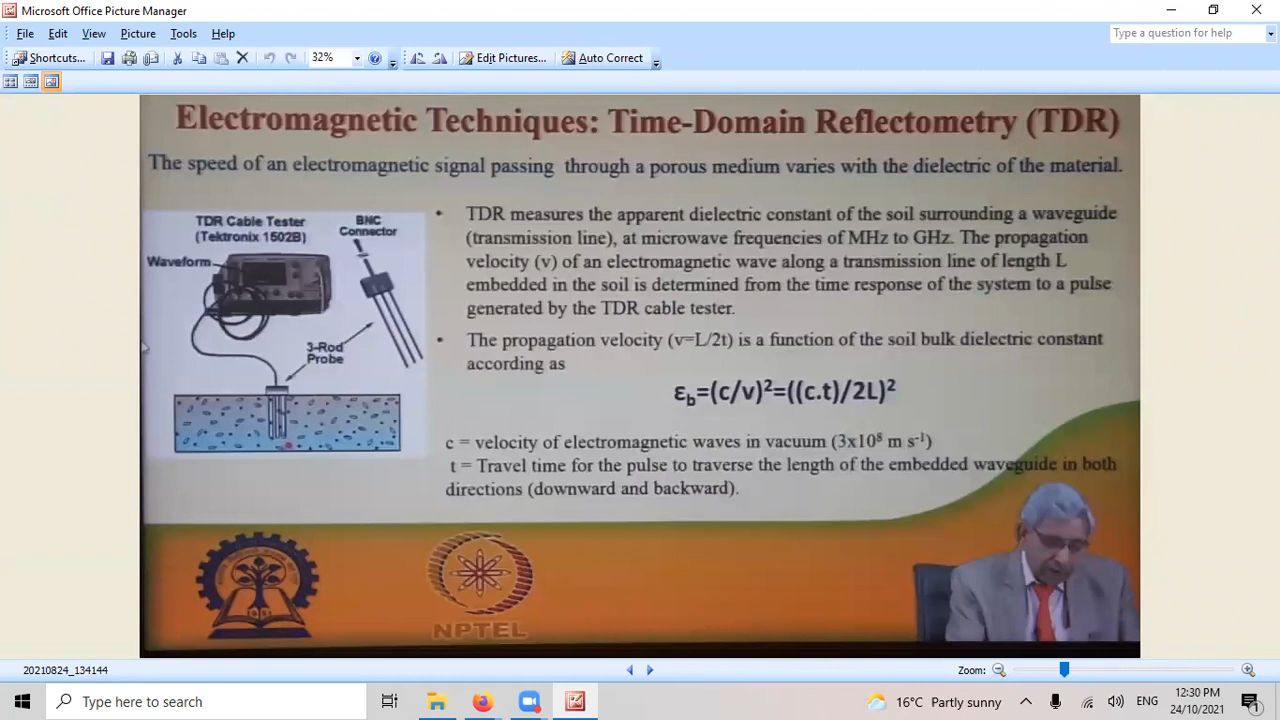 Microsoft Office Picture Manager
File Edit View Picture Tools Help
Type a question for help
Shortcuts... 32% Edit Pictures... Auto Correct
Electromagnetic Techniques: Time-Domain Reflectometry (TDR)
The speed of an electromagnetic signal passing through a porous medium varies with the dielectric of the material.
TDR Cable Tester
(Tektronix 1502B)
BNC
Connector
Waveform
3-Rod
Probe
• TDR measures the apparent dielectric constant of the soil surrounding a waveguide
(transmission line), at microwave frequencies of MHz to GHz. The propagation
velocity (v) of an electromagnetic wave along a transmission line of length L
embedded in the soil is determined from the time response of the system to a pulse
generated by the TDR cable tester.
• The propagation velocity (v=L/2t) is a function of the soil bulk dielectric constant
according as
εb=(c/v)²=((c.t)/2L)²
c = velocity of electromagnetic waves in vacuum (3x10⁸ m s⁻¹)
t = Travel time for the pulse to traverse the length of the embedded waveguide in both
directions (downward and backward).
1951
NPTEL
20210824_134144
Zoom:
Type here to search
16°C Partly sunny
ENG
12:30 PM
24/10/2021
1